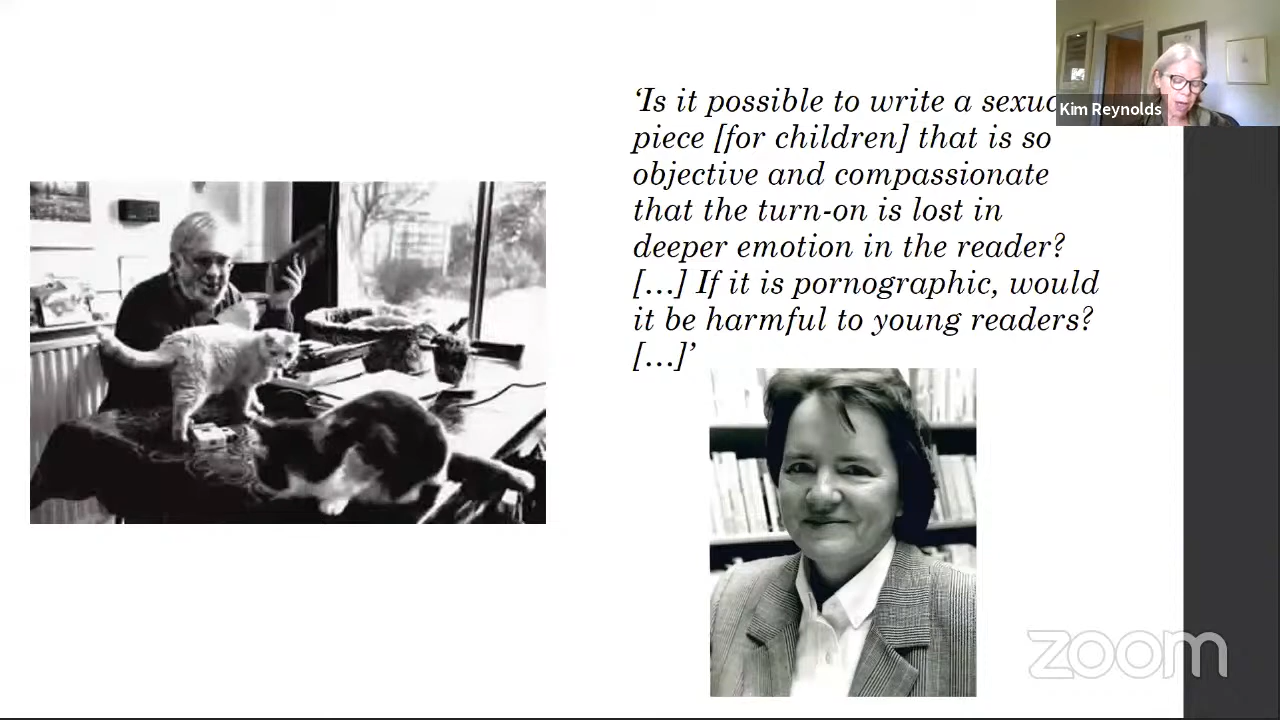 ‘Is it possible to write a sexua
piece [for children] that is so
objective and compassionate
that the turn-on is lost in
deeper emotion in the reader?
[…] If it is pornographic, would
it be harmful to young readers?
[…]’
Kim Reynolds
zoom